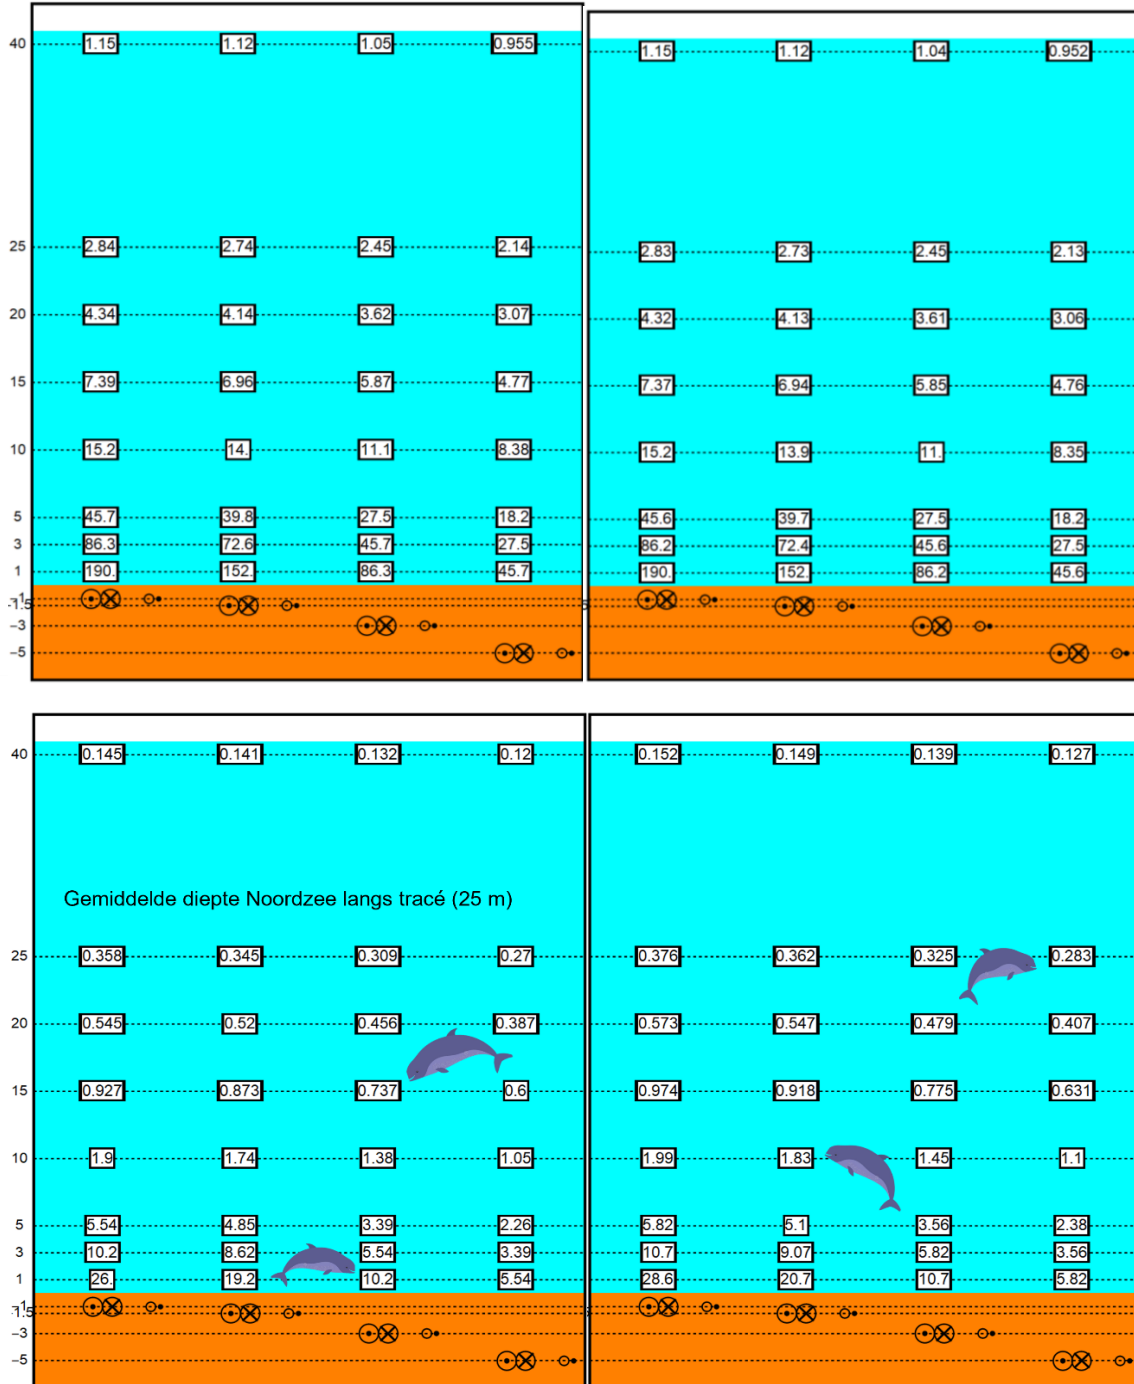 40 1.15 1.12 1.05 0.955
25 2.84 2.74 2.45 2.14
20 4.34 4.14 3.62 3.07
15 7.39 6.96 5.87 4.77
10 15.2 14. 11.1 8.38
5 45.7 39.8 27.5 18.2
3 86.3 72.6 45.7 27.5
1 190. 152. 86.3 45.7
-1
-1.5
-3
-5
1.15 1.12 1.04 0.952
2.83 2.73 2.45 2.13
4.32 4.13 3.61 3.06
7.37 6.94 5.85 4.76
15.2 13.9 11. 8.35
45.6 39.7 27.5 18.2
86.2 72.4 45.6 27.5
190. 152. 86.2 45.6
40 0.145 0.141 0.132 0.12
Gemiddelde diepte Noordzee langs tracé (25 m)
25 0.358 0.345 0.309 0.27
20 0.545 0.52 0.456 0.387
15 0.927 0.873 0.737 0.6
10 1.9 1.74 1.38 1.05
5 5.54 4.85 3.39 2.26
3 10.2 8.62 5.54 3.39
1 26. 19.2 10.2 5.54
-1
-1.5
-3
-5
0.152 0.149 0.139 0.127
0.376 0.362 0.325 0.283
0.573 0.547 0.479 0.407
0.974 0.918 0.775 0.631
1.99 1.83 1.45 1.1
5.82 5.1 3.56 2.38
10.7 9.07 5.82 3.56
28.6 20.7 10.7 5.82